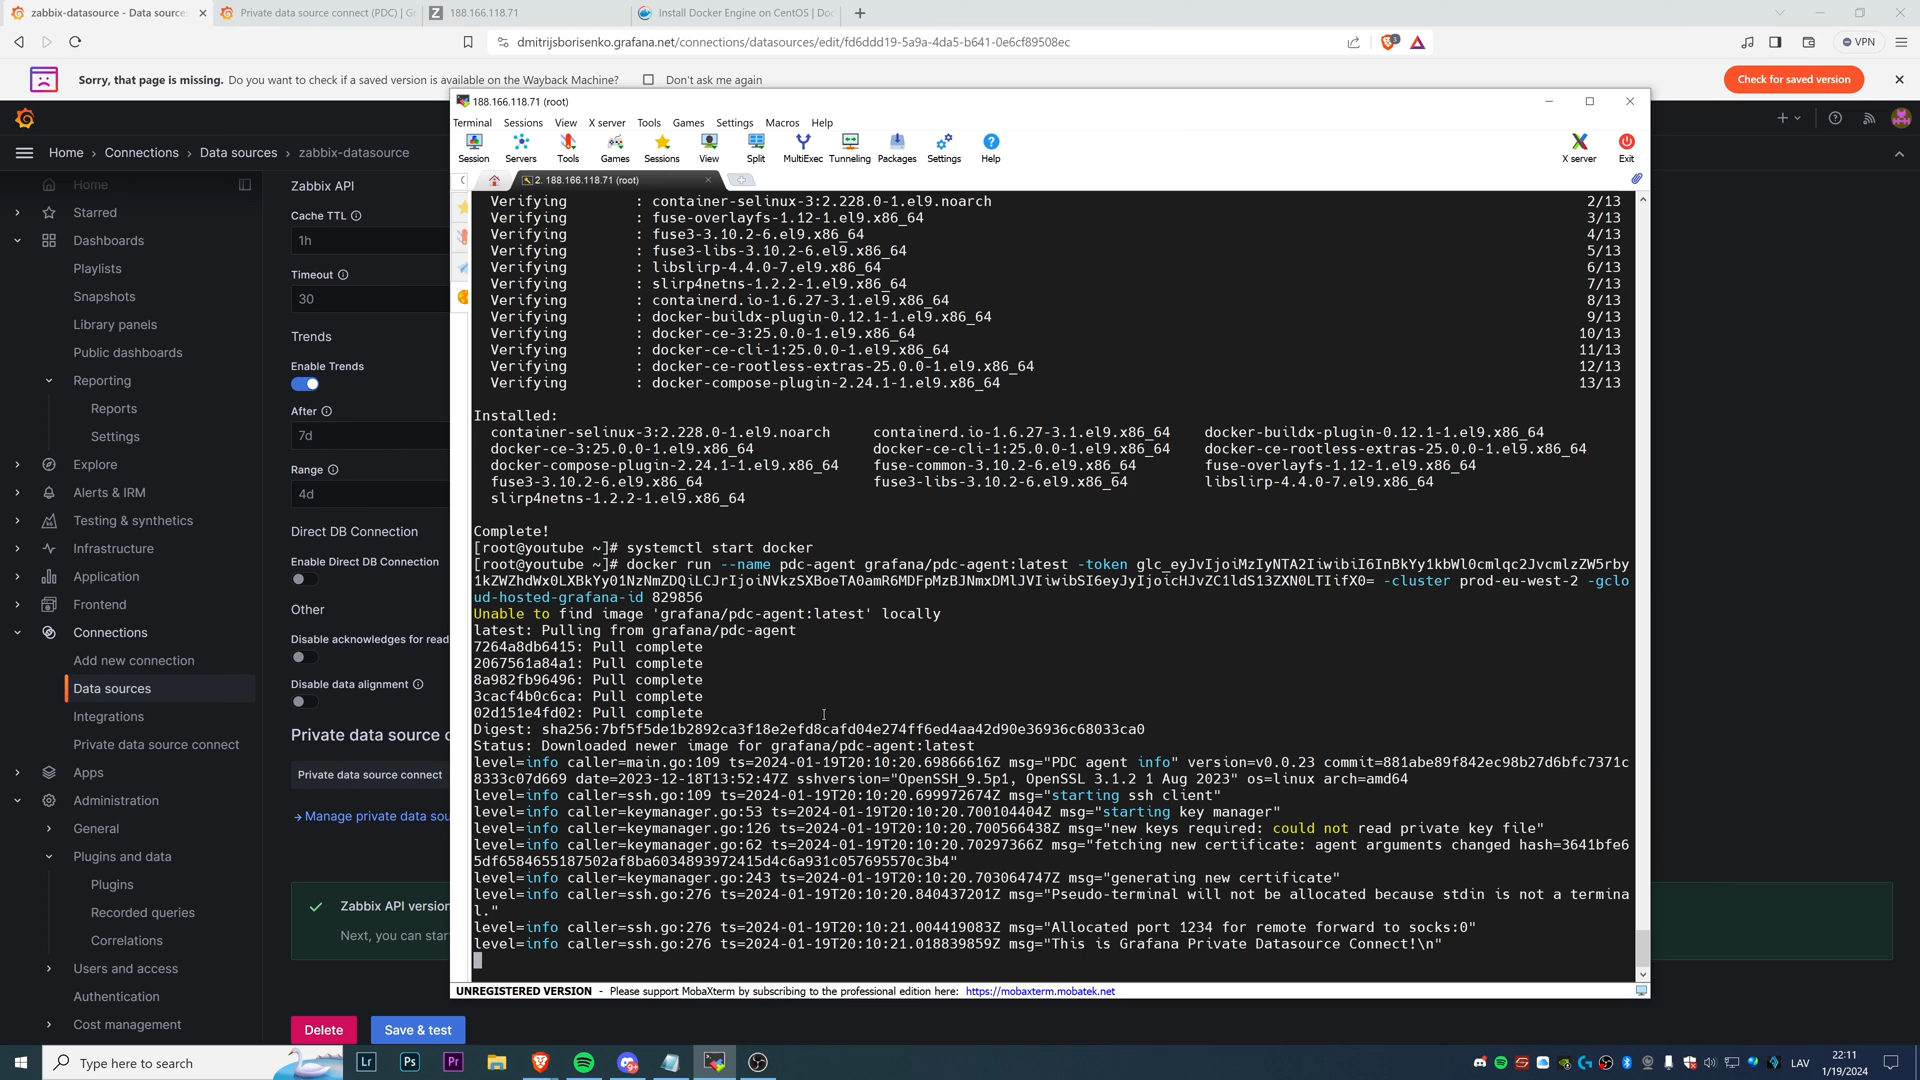 zabbix-datasource - Data source
Private data source connect (PDC) | Gr
188.166.118.71
Install Docker Engine on CentOS | Doc
dmitrijsborisenko.grafana.net/connections/datasources/edit/fd6ddd19-5a9a-4da5-b641-0e6cf89508ec
VPN
Sorry, that page is missing. Do you want to check if a saved version is available on the Wayback Machine?
Don't ask me again
Check for saved version
Home
Connections
Data sources
zabbix-datasource
Home
Starred
Dashboards
Playlists
Snapshots
Library panels
Public dashboards
Reporting
Reports
Settings
Explore
Alerts & IRM
Testing & synthetics
Infrastructure
Application
Frontend
Connections
Add new connection
Data sources
Integrations
Private data source connect
Apps
Administration
General
Plugins and data
Plugins
Recorded queries
Correlations
Users and access
Authentication
Cost management
Zabbix API
Cache TTL
1h
Timeout
30
Trends
Enable Trends
After
7d
Range
4d
Direct DB Connection
Enable Direct DB Connection
Other
Disable acknowledges for read
Disable data alignment
Private data source c
Private data source connect
Manage private data sou
Zabbix API version
Next, you can star
Delete
Save & test
188.166.118.71 (root)
Terminal Sessions View X server Tools Games Settings Macros Help
Session Servers Tools Games Sessions View Split MultiExec Tunneling Packages Settings Help
X server Exit
2. 188.166.118.71 (root)
Verifying : container-selinux-3:2.228.0-1.el9.noarch 2/13
Verifying : fuse-overlayfs-1.12-1.el9.x86_64 3/13
Verifying : fuse3-3.10.2-6.el9.x86_64 4/13
Verifying : fuse3-libs-3.10.2-6.el9.x86_64 5/13
Verifying : libslirp-4.4.0-7.el9.x86_64 6/13
Verifying : slirp4netns-1.2.2-1.el9.x86_64 7/13
Verifying : containerd.io-1.6.27-3.1.el9.x86_64 8/13
Verifying : docker-buildx-plugin-0.12.1-1.el9.x86_64 9/13
Verifying : docker-ce-3:25.0.0-1.el9.x86_64 10/13
Verifying : docker-ce-cli-1:25.0.0-1.el9.x86_64 11/13
Verifying : docker-ce-rootless-extras-25.0.0-1.el9.x86_64 12/13
Verifying : docker-compose-plugin-2.24.1-1.el9.x86_64 13/13
Installed:
container-selinux-3:2.228.0-1.el9.noarch containerd.io-1.6.27-3.1.el9.x86_64 docker-buildx-plugin-0.12.1-1.el9.x86_64
docker-ce-3:25.0.0-1.el9.x86_64 docker-ce-cli-1:25.0.0-1.el9.x86_64 docker-ce-rootless-extras-25.0.0-1.el9.x86_64
docker-compose-plugin-2.24.1-1.el9.x86_64 fuse-common-3.10.2-6.el9.x86_64 fuse-overlayfs-1.12-1.el9.x86_64
fuse3-3.10.2-6.el9.x86_64 fuse3-libs-3.10.2-6.el9.x86_64 libslirp-4.4.0-7.el9.x86_64
slirp4netns-1.2.2-1.el9.x86_64
Complete!
[root@youtube ~]# systemctl start docker
[root@youtube ~]# docker run --name pdc-agent grafana/pdc-agent:latest -token
-cluster prod-eu-west-2 -gclo
ud-hosted-grafana-id 829856
Unable to find image 'grafana/pdc-agent:latest' locally
latest: Pulling from grafana/pdc-agent
7264a8db6415: Pull complete
2067561a84a1: Pull complete
8a982fb96496: Pull complete
3cacf4b0c6ca: Pull complete
02d151e4fd02: Pull complete
Digest: sha256:7bf5f5de1b2892ca3f18e2efd8cafd04e274ff6ed4aa42d90e36936c68033ca0
Status: Downloaded newer image for grafana/pdc-agent:latest
level=info caller=main.go:109 ts=2024-01-19T20:10:20.69866616Z msg="PDC agent info" version=v0.0.23 commit=881abe89f842ec98b27d6bfc7371c
8333c07d669 date=2023-12-18T13:52:47Z sshversion="OpenSSH_9.5p1, OpenSSL 3.1.2 1 Aug 2023" os=linux arch=amd64
level=info caller=ssh.go:109 ts=2024-01-19T20:10:20.699972674Z msg="starting ssh client"
level=info caller=keymanager.go:53 ts=2024-01-19T20:10:20.700104404Z msg="starting key manager"
level=info caller=keymanager.go:126 ts=2024-01-19T20:10:20.700566438Z msg="new keys required: could not read private key file"
level=info caller=keymanager.go:62 ts=2024-01-19T20:10:20.70297366Z msg="fetching new certificate: agent arguments changed hash=3641bfe6
5df6584655187502af8ba6034893972415d4c6a931c057695570c3b4"
level=info caller=keymanager.go:243 ts=2024-01-19T20:10:20.703064747Z msg="generating new certificate"
level=info caller=ssh.go:276 ts=2024-01-19T20:10:20.840437201Z msg="Pseudo-terminal will not be allocated because stdin is not a termina
l."
level=info caller=ssh.go:276 ts=2024-01-19T20:10:21.004419083Z msg="Allocated port 1234 for remote forward to socks:0"
level=info caller=ssh.go:276 ts=2024-01-19T20:10:21.018839859Z msg="This is Grafana Private Datasource Connect!\n"
UNREGISTERED VERSION - Please support MobaXterm by subscribing to the professional edition here: https://mobaxterm.mobatek.net
Type here to search
Lr
Ps
Pr
LAV
22:11
1/19/2024